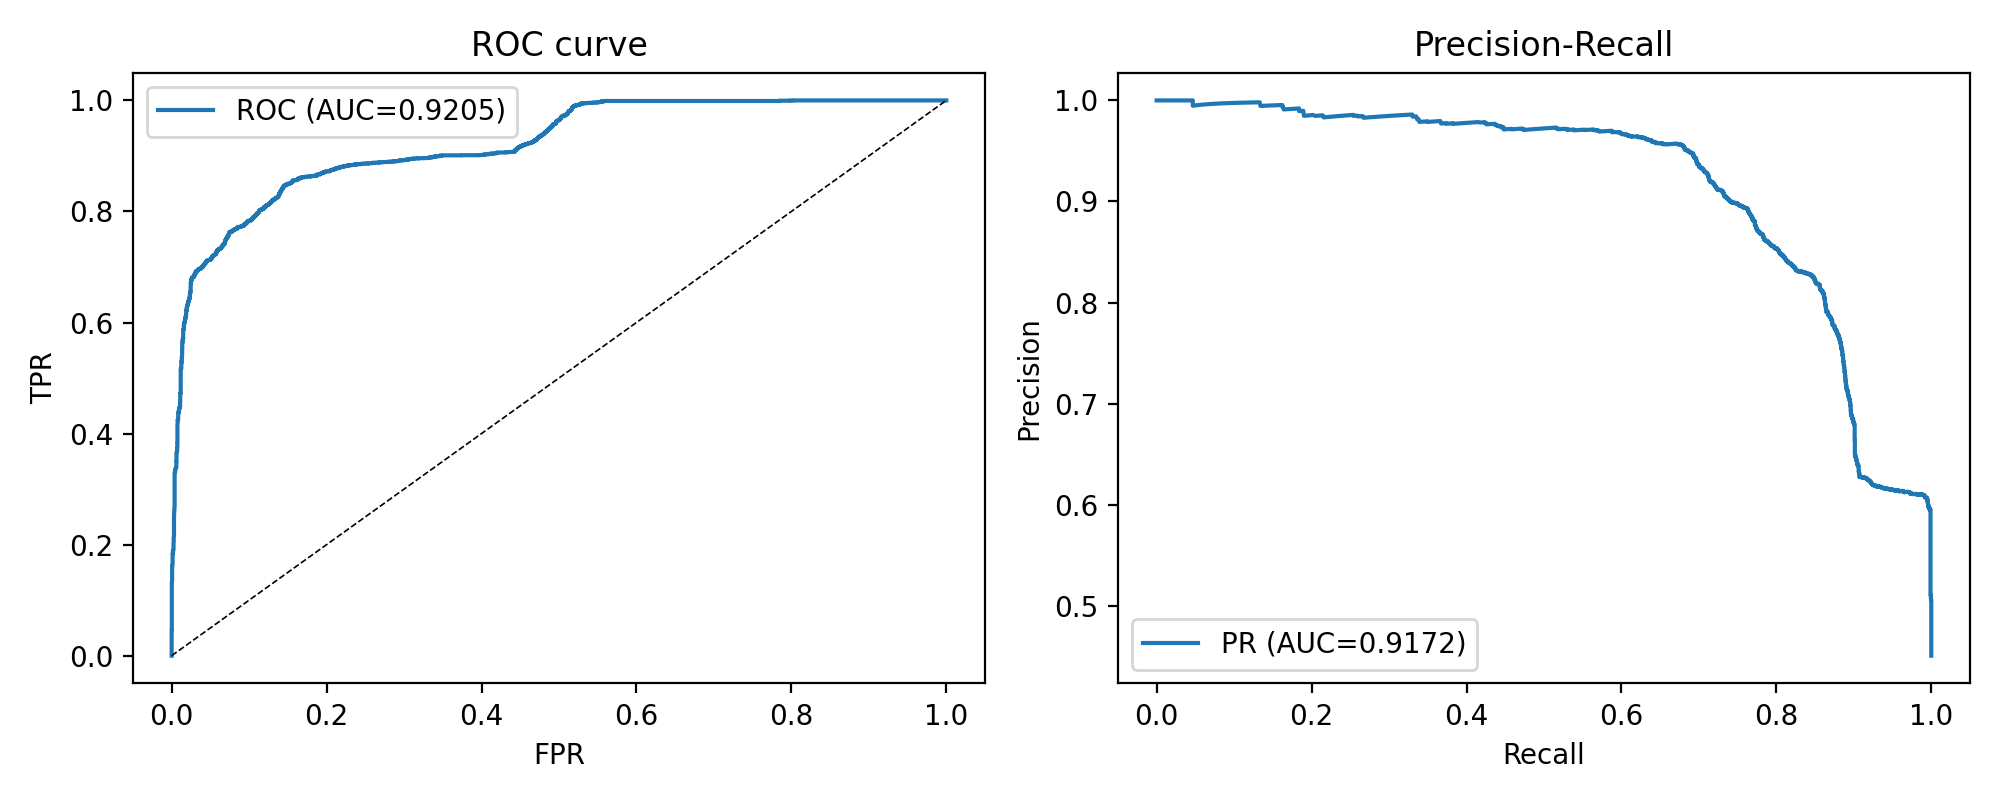 ROC curve
ROC (AUC=0.9205)
TPR
1.0
0.8
0.6
0.4
0.2
0.0
0.0 0.2 0.4 0.6 0.8 1.0
FPR
Precision-Recall
Precision
1.0
0.9
0.8
0.7
0.6
0.5
PR (AUC=0.9172)
0.0 0.2 0.4 0.6 0.8 1.0
Recall